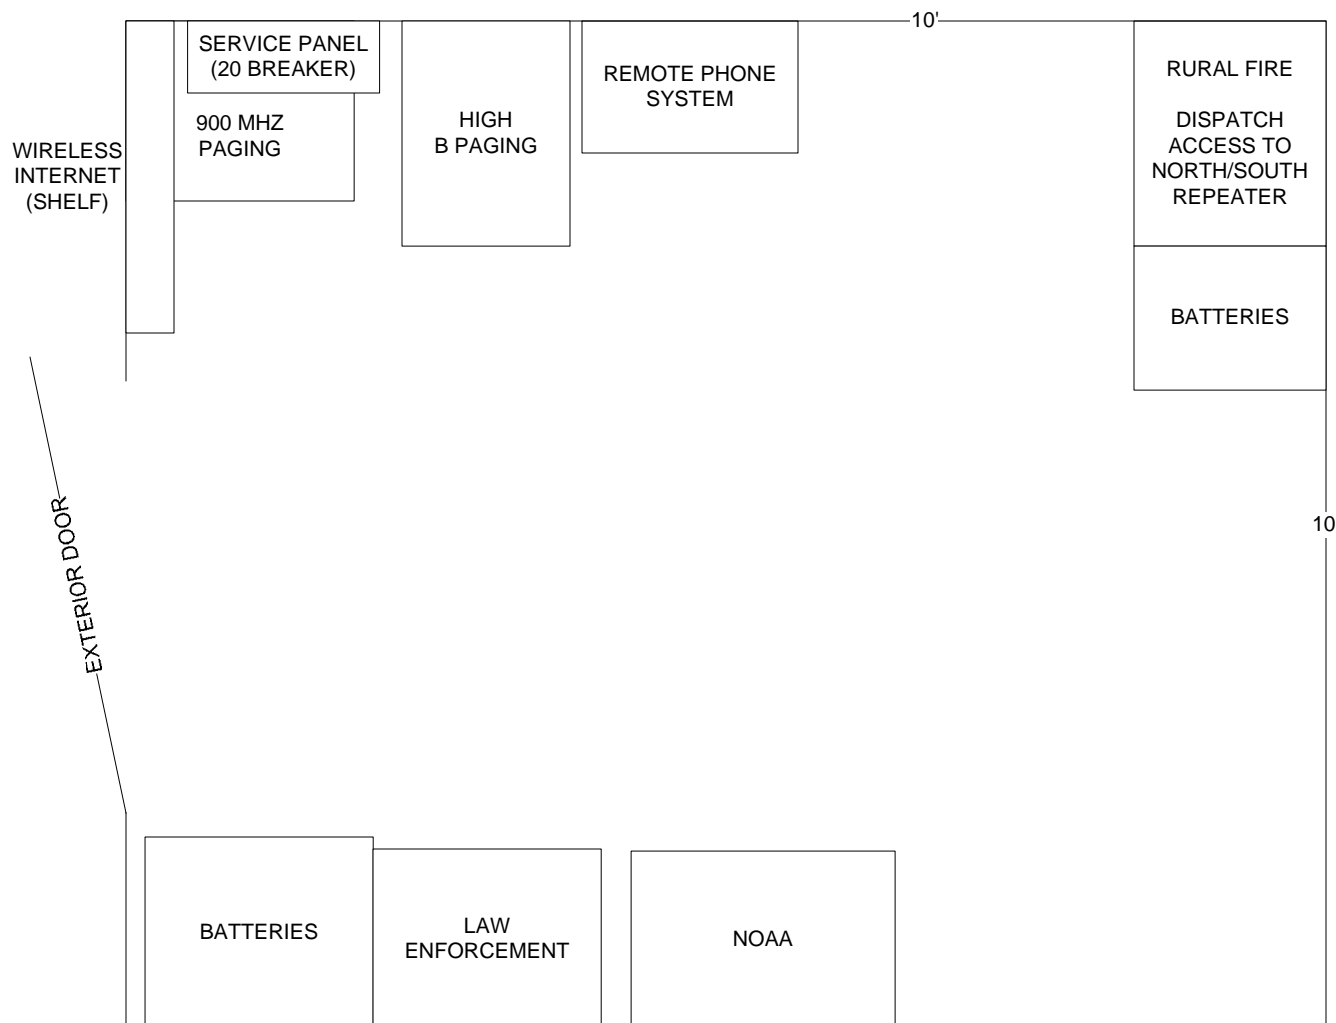 10'
SERVICE PANEL
(20 BREAKER)
900 MHZ
PAGING
WIRELESS
INTERNET
(SHELF)
HIGH
B PAGING
REMOTE PHONE
SYSTEM
RURAL FIRE
DISPATCH
ACCESS TO
NORTH/SOUTH
REPEATER
BATTERIES
10
EXTERIOR DOOR
BATTERIES
LAW
ENFORCEMENT
NOAA